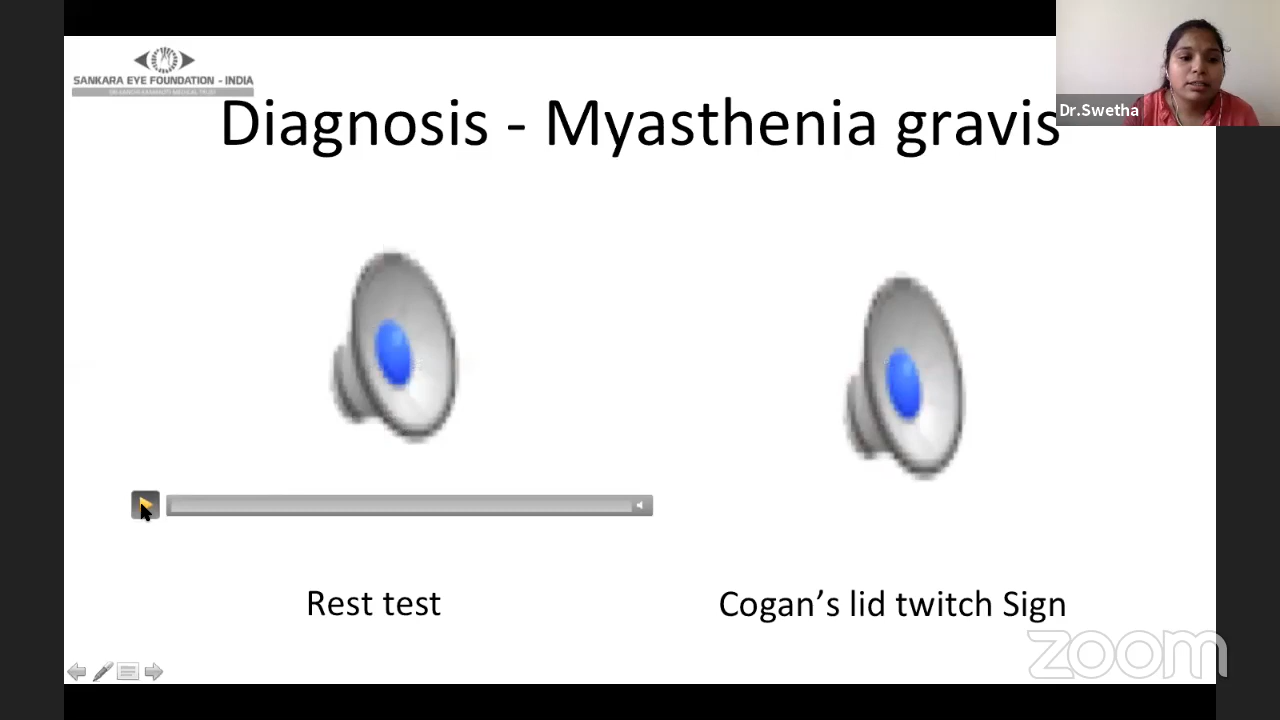 SANKARA EYE FOUNDATION - INDIA
Dr.Swetha
Diagnosis - Myasthenia gravis
Rest test
Cogan’s lid twitch Sign
zoom